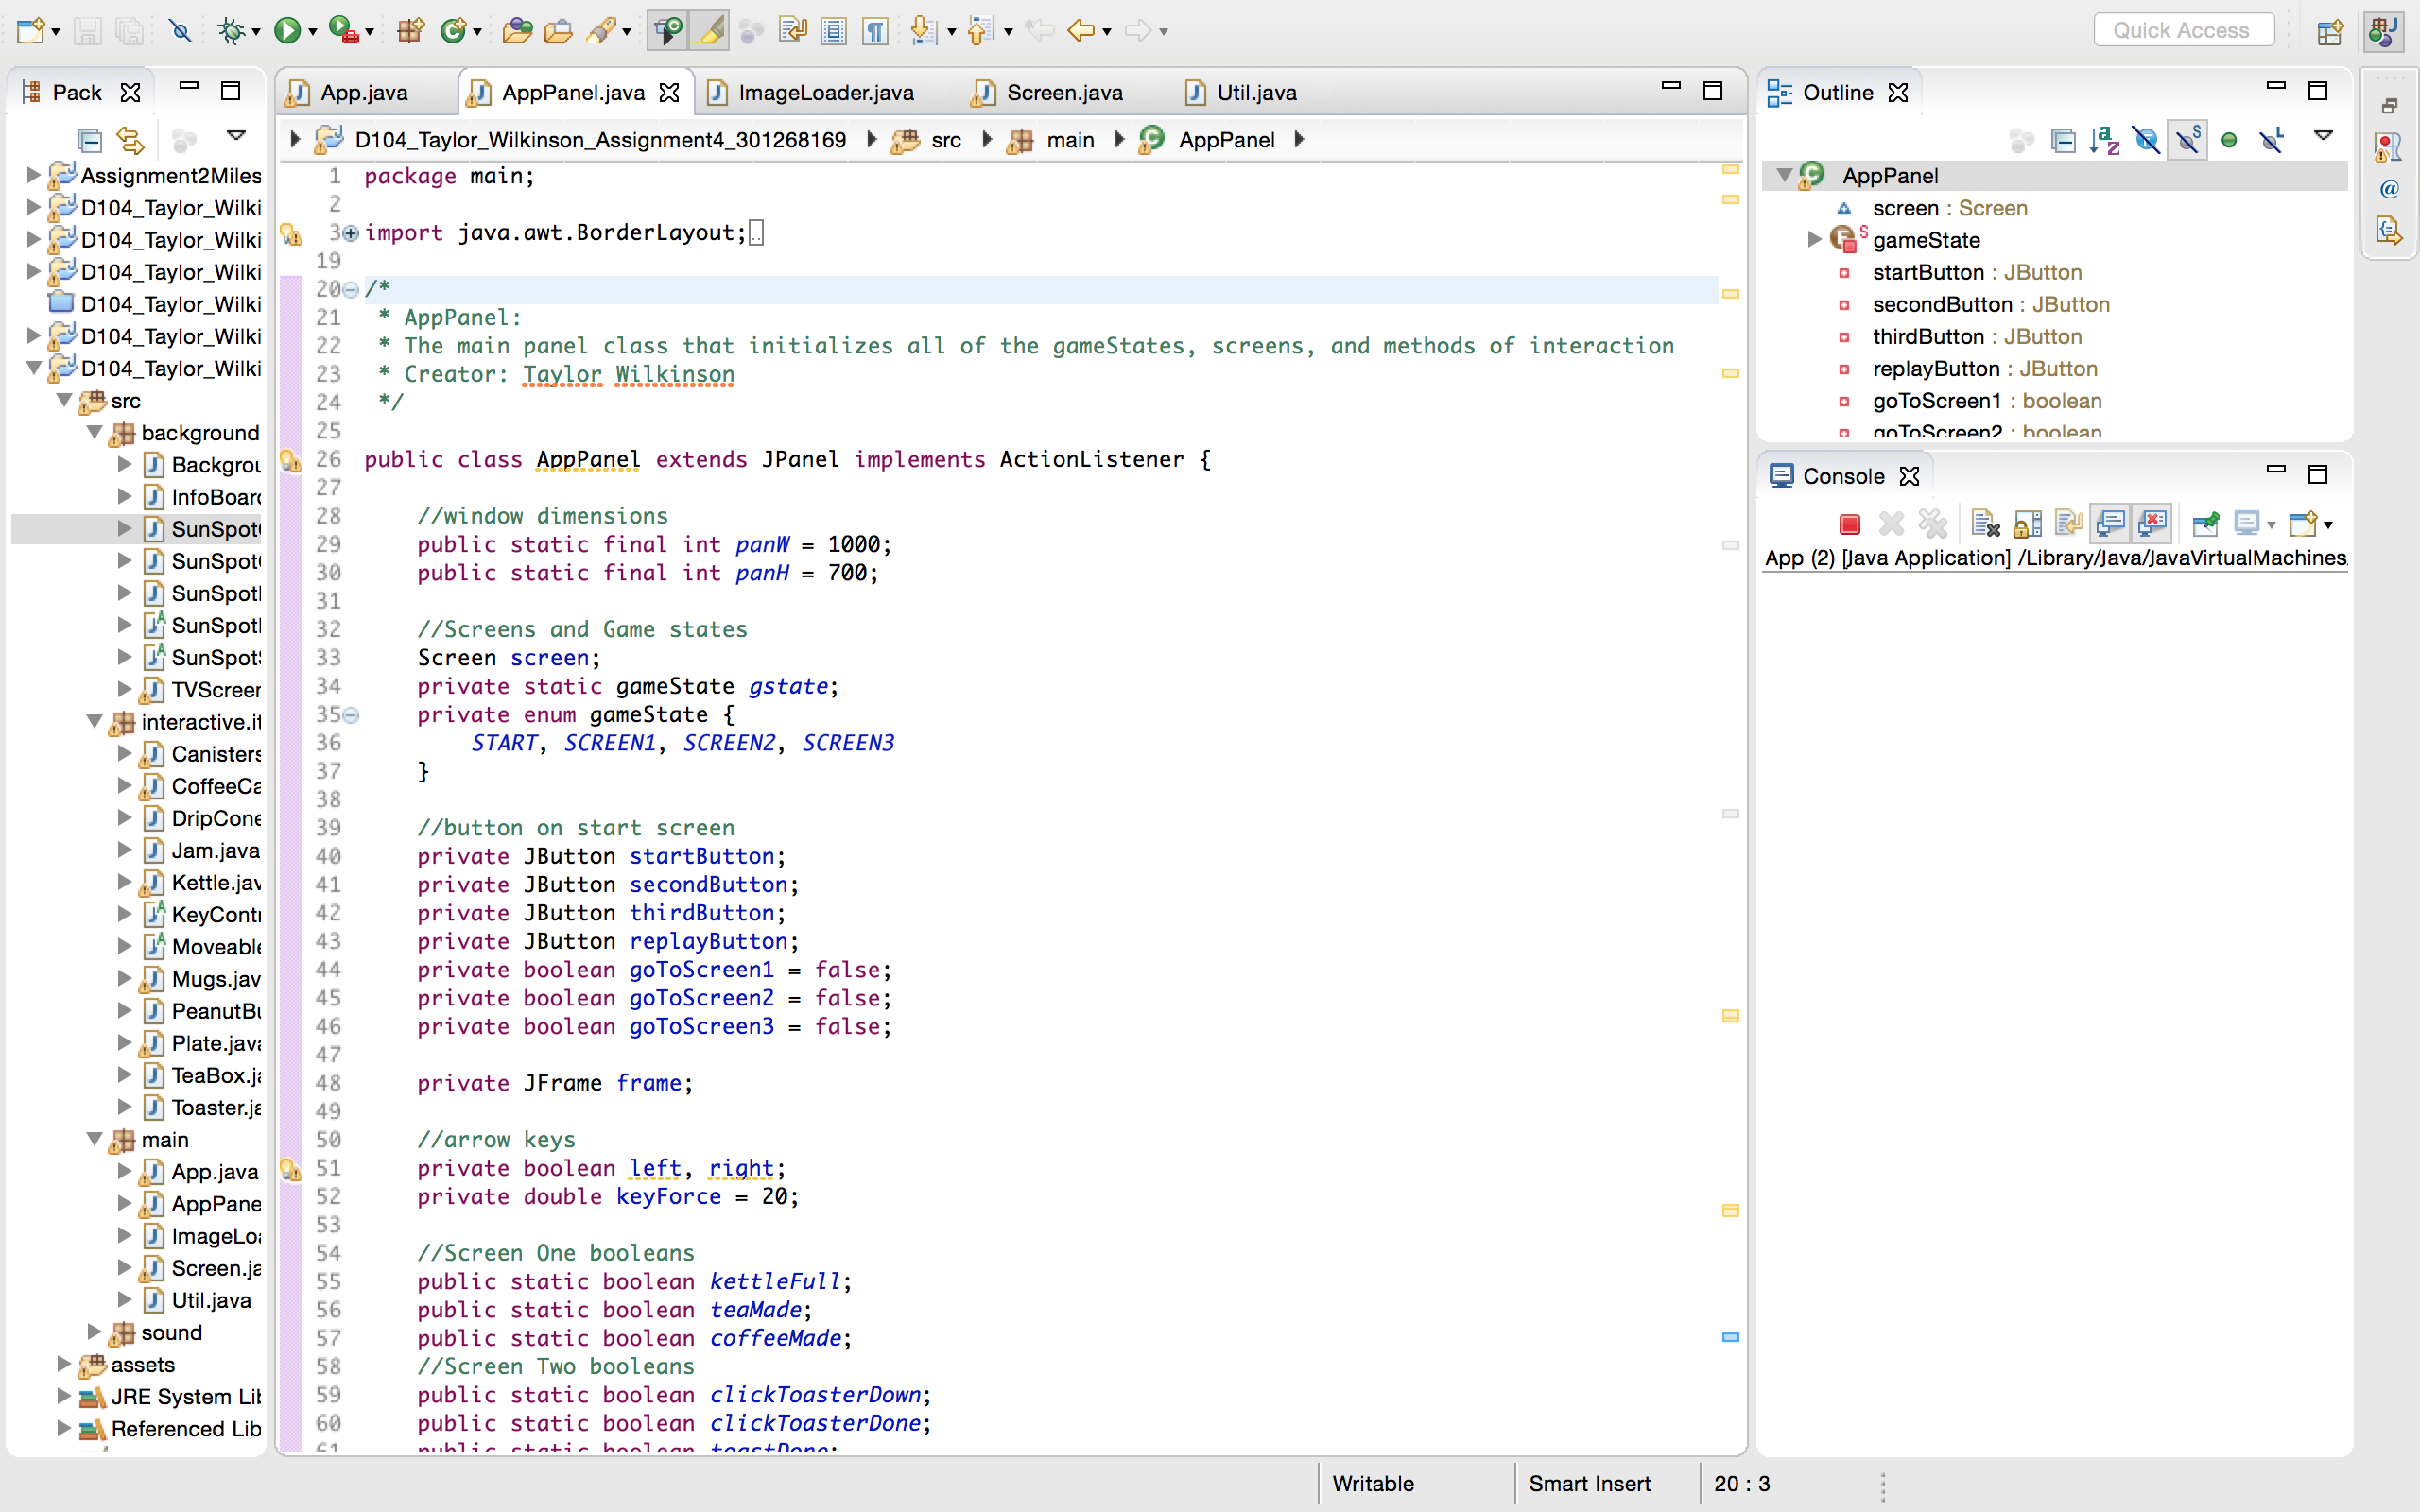 Quick Access
Pack
Assignment2Miles
D104_Taylor_Wilki
D104_Taylor_Wilki
D104_Taylor_Wilki
D104_Taylor_Wilki
D104_Taylor_Wilki
D104_Taylor_Wilki
src
background
Backgrou
InfoBoard
SunSpot
SunSpot
SunSpot
SunSpot
SunSpot
TVScreen
interactive.it
Canisters
CoffeeCa
DripCone
Jam.java
Kettle.jav
KeyContr
Moveable
Mugs.jav
PeanutBu
Plate.java
TeaBox.ja
Toaster.ja
main
App.java
AppPane
ImageLoa
Screen.ja
Util.java
sound
assets
JRE System Lib
Referenced Lib
App.java AppPanel.java ImageLoader.java Screen.java Util.java
D104_Taylor_Wilkinson_Assignment4_301268169 src main AppPanel
1 package main;
2
3 import java.awt.BorderLayout;
19
20 /*
21 * AppPanel:
22 * The main panel class that initializes all of the gameStates, screens, and methods of interaction
23 * Creator: Taylor Wilkinson
24 */
25
26 public class AppPanel extends JPanel implements ActionListener {
27
28 //window dimensions
29 public static final int panW = 1000;
30 public static final int panH = 700;
31
32 //Screens and Game states
33 Screen screen;
34 private static gameState gstate;
35 private enum gameState {
36 START, SCREEN1, SCREEN2, SCREEN3
37 }
38
39 //button on start screen
40 private JButton startButton;
41 private JButton secondButton;
42 private JButton thirdButton;
43 private JButton replayButton;
44 private boolean goToScreen1 = false;
45 private boolean goToScreen2 = false;
46 private boolean goToScreen3 = false;
47
48 private JFrame frame;
49
50 //arrow keys
51 private boolean left, right;
52 private double keyForce = 20;
53
54 //Screen One booleans
55 public static boolean kettleFull;
56 public static boolean teaMade;
57 public static boolean coffeeMade;
58 //Screen Two booleans
59 public static boolean clickToasterDown;
60 public static boolean clickToasterDone;
61 public static boolean toastDone;
Outline
AppPanel
screen : Screen
gameState
startButton : JButton
secondButton : JButton
thirdButton : JButton
replayButton : JButton
goToScreen1 : boolean
goToScreen2 : boolean
Console
App (2) [Java Application] /Library/Java/JavaVirtualMachines
Writable Smart Insert 20 : 3